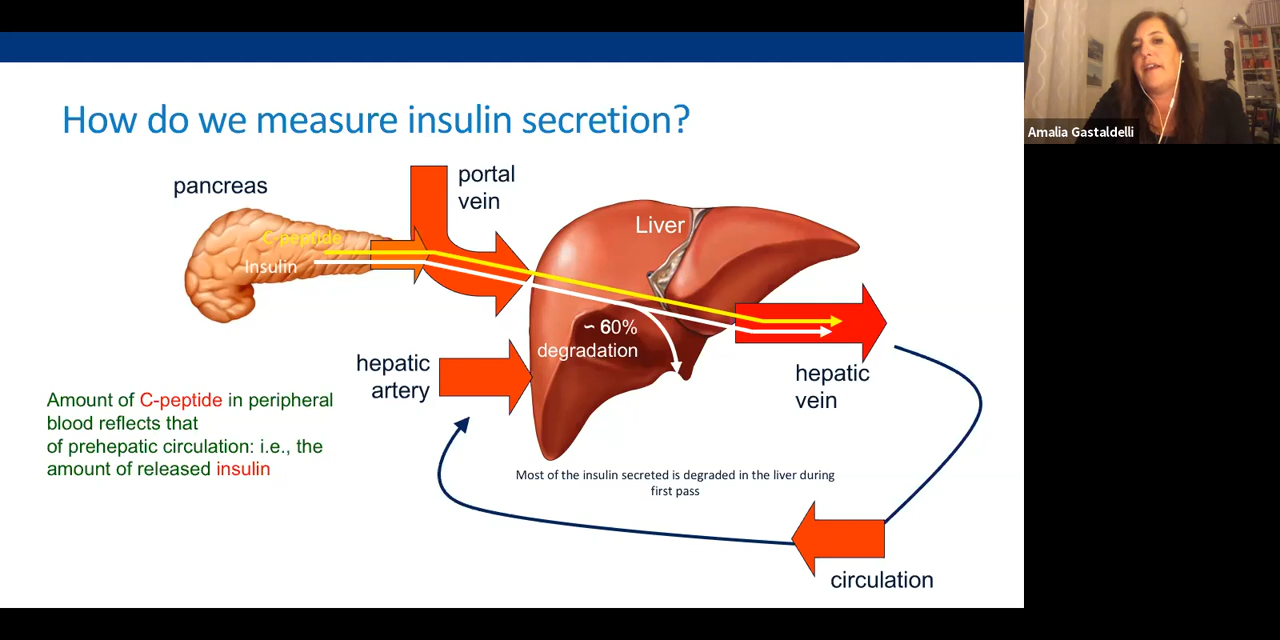 How do we measure insulin secretion?
Amalia Gastaldelli
pancreas
portal
vein
C-peptide
Insulin
Liver
~ 60%
degradation
hepatic
artery
hepatic
vein
Amount of C-peptide in peripheral
blood reflects that
of prehepatic circulation: i.e., the
amount of released insulin
Most of the insulin secreted is degraded in the liver during
first pass
circulation